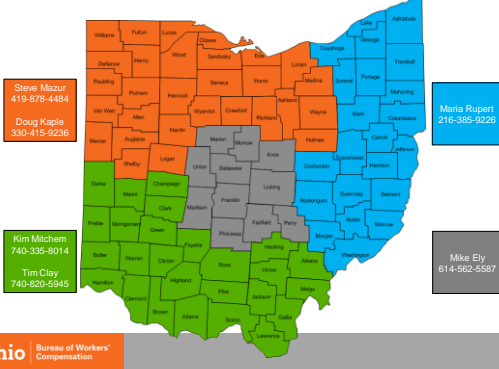 Williams
Fulton
Lucas
Ottawa
Wood
Sandusky
Erie
Lorain
Defiance
Henry
Paulding
Putnam
Hancock
Seneca
Huron
Medina
Ashland
Wayne
Van Wert
Allen
Wyandot
Crawford
Richland
Hardin
Mercer
Auglaize
Holmes
Shelby
Logan
Lake
Ashtabula
Geauga
Cuyahoga
Trumbull
Summit
Portage
Mahoning
Stark
Columbiana
Carroll
Jefferson
Tuscarawas
Harrison
Coshocton
Muskingum
Guernsey
Belmont
Noble
Monroe
Morgan
Washington
Marion
Morrow
Knox
Union
Delaware
Licking
Franklin
Madison
Fairfield
Perry
Pickaway
Darke
Miami
Champaign
Clark
Preble
Montgomery
Green
Fayette
Hocking
Butler
Warren
Clinton
Ross
Athens
Vinton
Hamilton
Highland
Meigs
Clermont
Pike
Jackson
Brown
Adams
Scioto
Gallia
Lawrence
Steve Mazur
419-878-4484
Doug Kaple
330-415-9236
Maria Rupert
216-385-9226
Kim Mitchem
740-335-8014
Tim Clay
740-820-5945
Mike Ely
614-562-5587
hio
Bureau of Workers'
Compensation